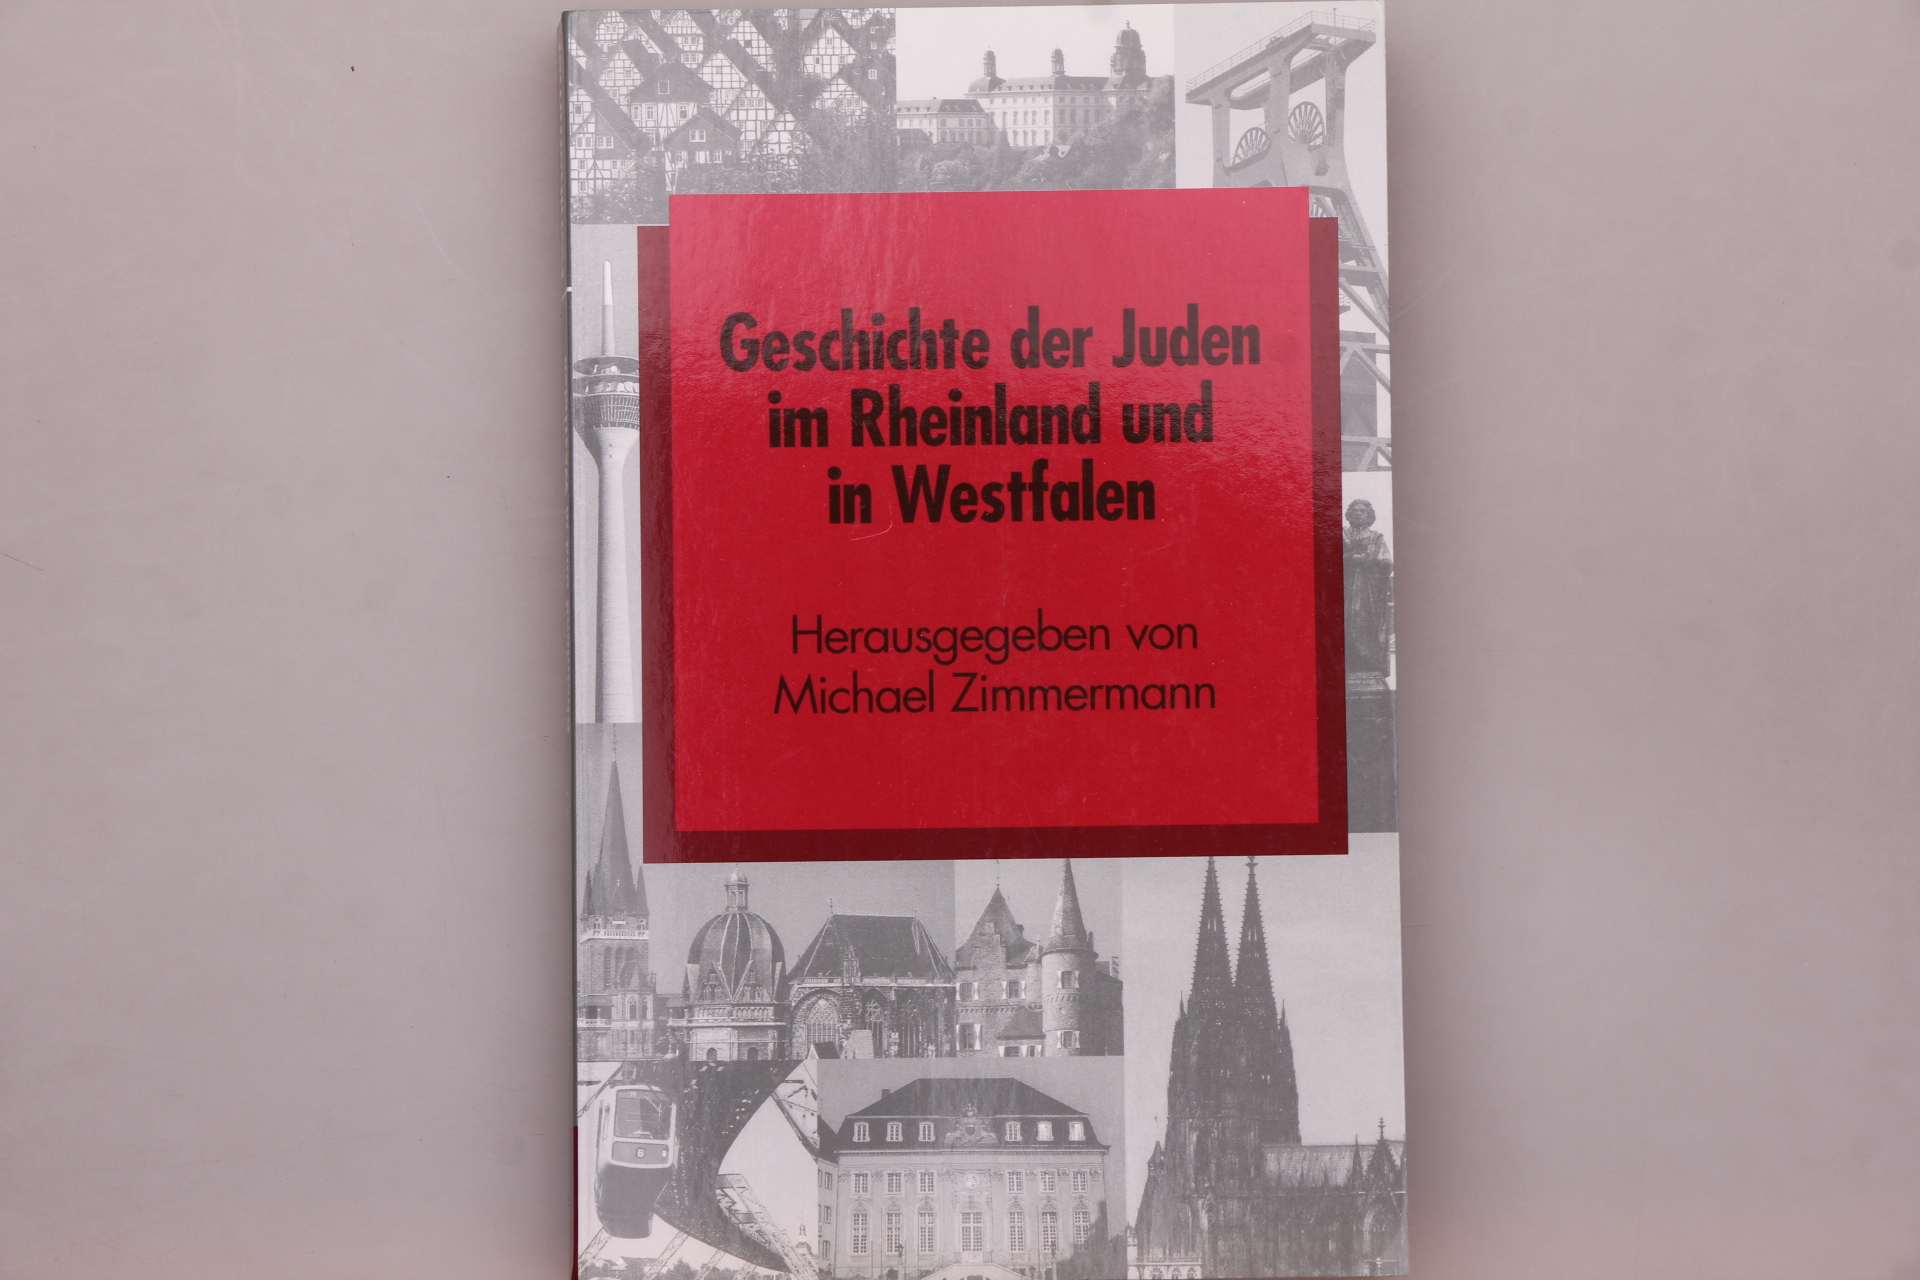 Geschichte der Juden
im Rheinland und
in Westfalen
Herausgegeben von
Michael Zimmermann